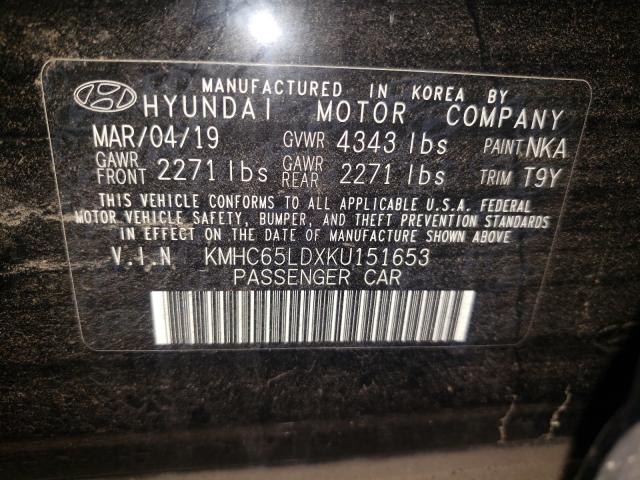 MANUFACTURED IN KOREA BY
HYUNDAI MOTOR COMPANY
MAR/04/19 GVWR 4343 lbs PAINT NKA
GAWR FRONT 2271 lbs GAWR REAR 2271 lbs TRIM T9Y
THIS VEHICLE CONFORMS TO ALL APPLICABLE U.S.A. FEDERAL
MOTOR VEHICLE SAFETY, BUMPER, AND THEFT PREVENTION STANDARDS
IN EFFECT ON THE DATE OF MANUFACTURE SHOWN ABOVE
V.I.N KMHC65LDXKU151653
PASSENGER CAR